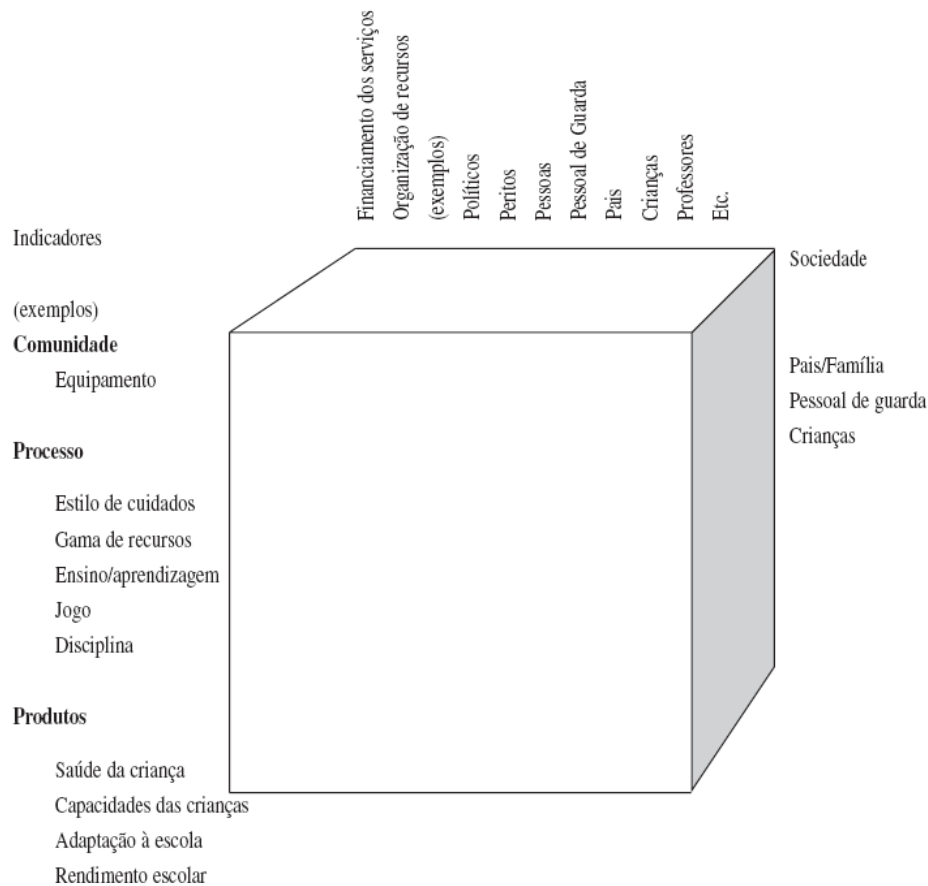 Financiamento dos serviços
Organização de recursos
(exemplos)
Políticos
Peritos
Pessoas
Pessoal de Guarda
Pais
Crianças
Professores
Etc.
Indicadores
(exemplos)
Comunidade
Equipamento
Processo
Estilo de cuidados
Gama de recursos
Ensino/aprendizagem
Jogo
Disciplina
Produtos
Saúde da criança
Capacidades das crianças
Adaptação à escola
Rendimento escolar
Sociedade
Pais/Família
Pessoal de guarda
Crianças